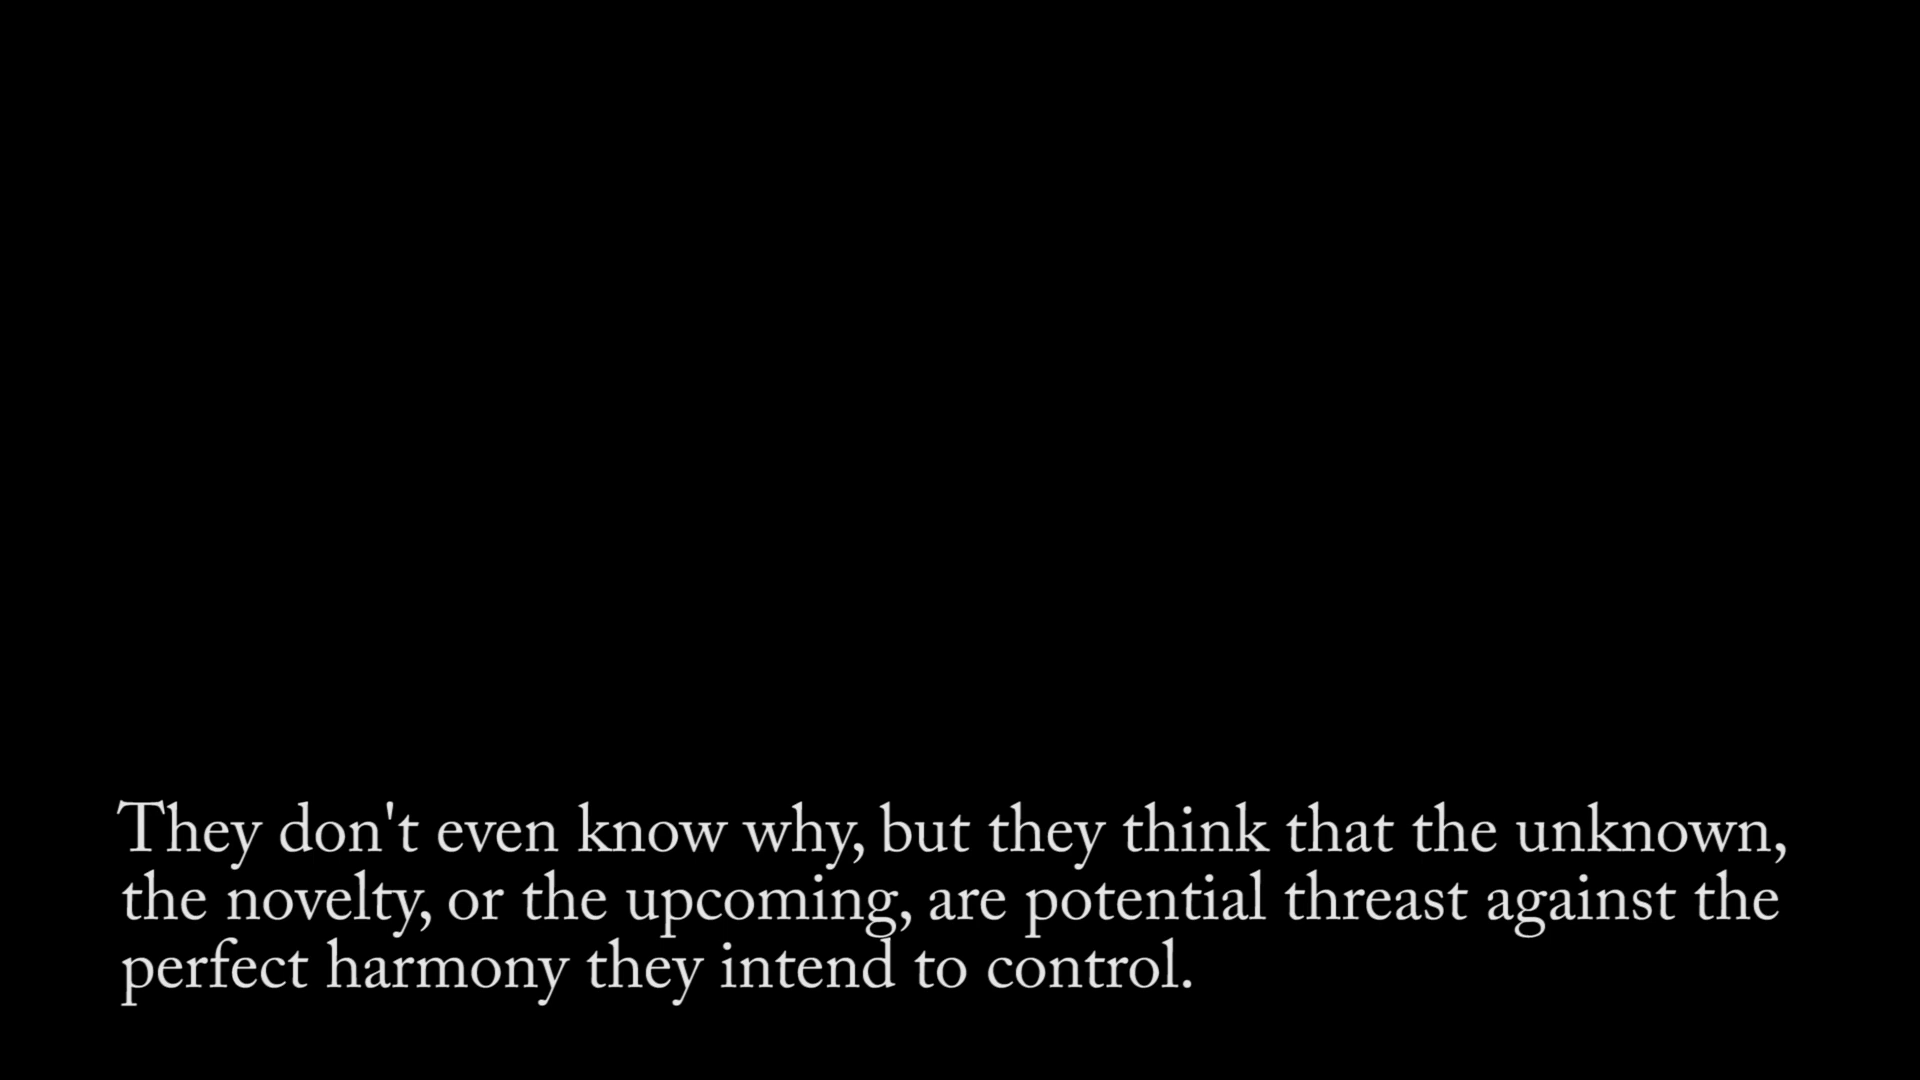 They don't even know why, but they think that the unknown,
the novelty, or the upcoming, are potential threast against the
perfect harmony they intend to control.